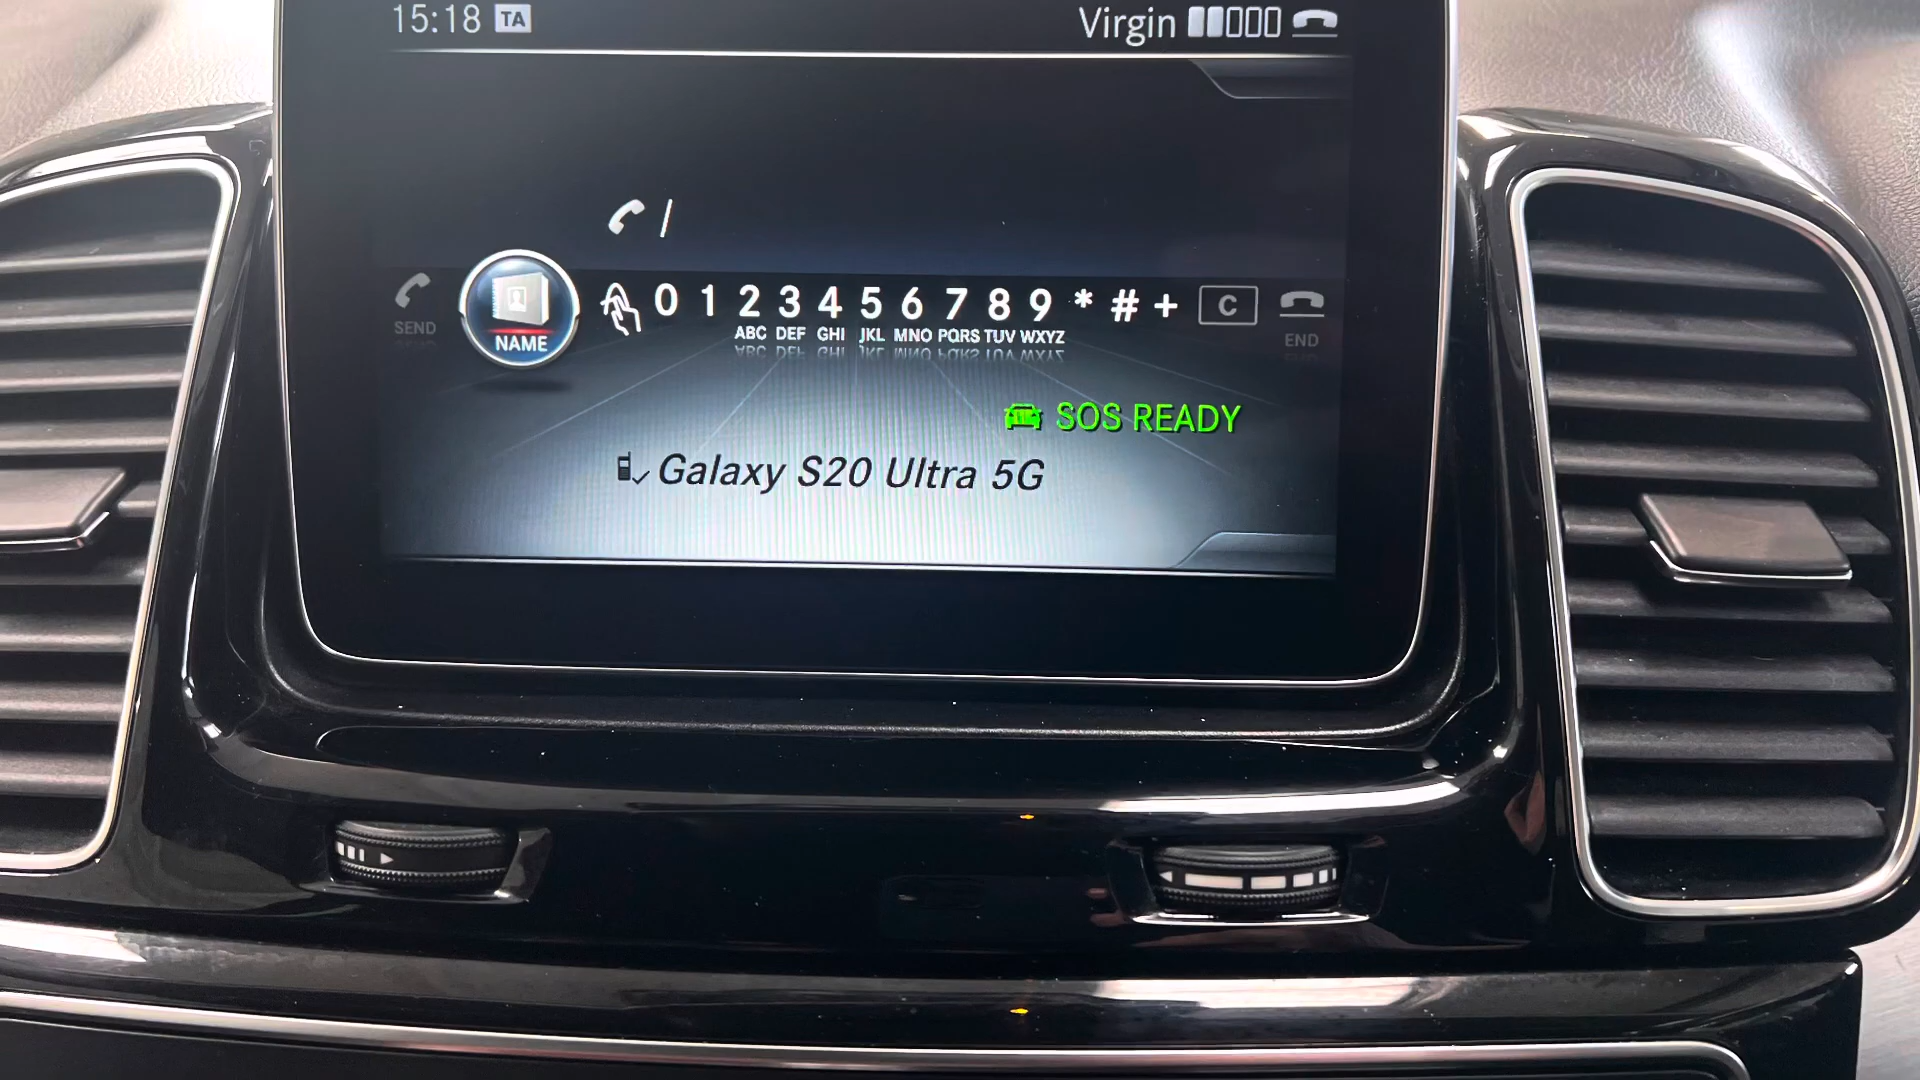 15:18 TA
Virgin
SEND
NAME
0 1 2 3 4 5 6 7 8 9 * # + C
ABC DEF GHI JKL MNO PQRS TUV WXYZ
END
SOS READY
Galaxy S20 Ultra 5G